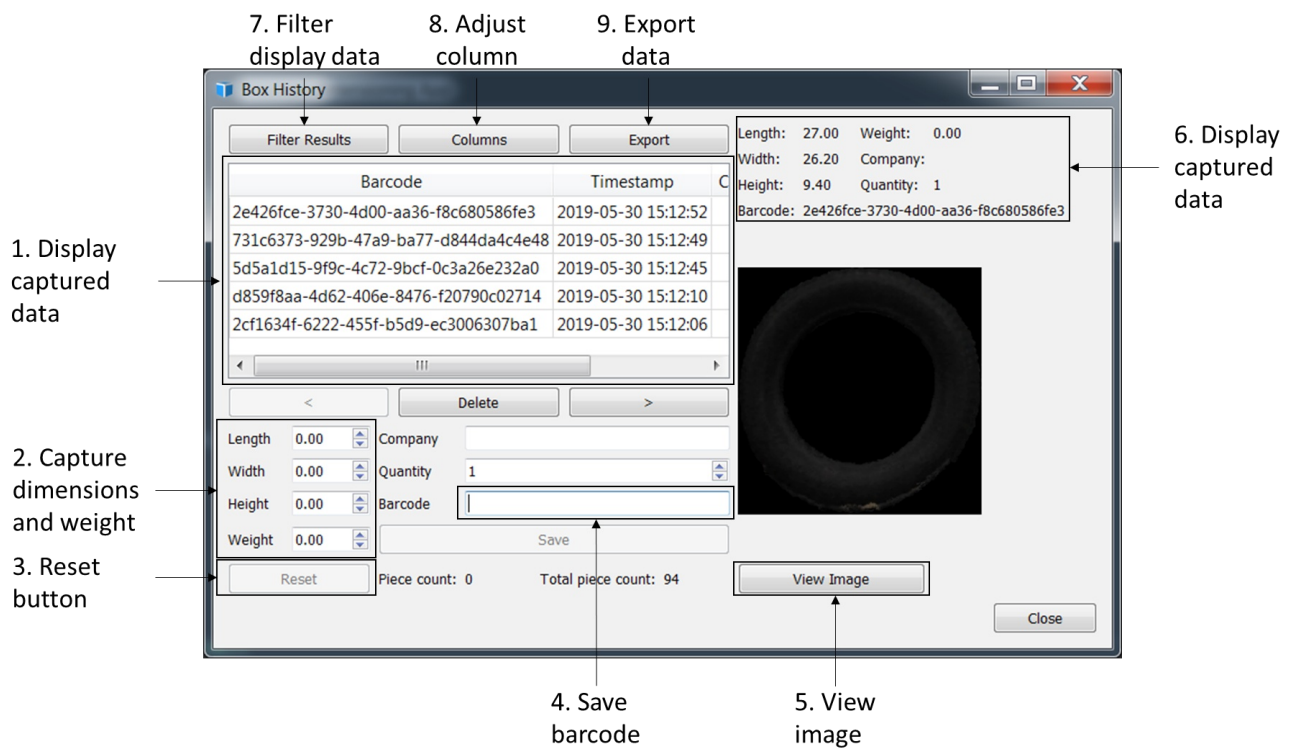 7. Filter
display data
8. Adjust
column
9. Export
data
Box History
Filter Results
Columns
Export
Length: 27.00 Weight: 0.00
Width: 26.20 Company:
Height: 9.40 Quantity: 1
Barcode: 2e426fce-3730-4d00-aa36-f8c680586fe3
6. Display
captured
data
Barcode Timestamp C
2e426fce-3730-4d00-aa36-f8c680586fe3 2019-05-30 15:12:52
731c6373-929b-47a9-ba77-d844da4c4e48 2019-05-30 15:12:49
5d5a1d15-9f9c-4c72-9bcf-0c3a26e232a0 2019-05-30 15:12:45
d859f8aa-4d62-406e-8476-f20790c02714 2019-05-30 15:12:10
2cf1634f-6222-455f-b5d9-ec3006307ba1 2019-05-30 15:12:06
1. Display
captured
data
< Delete >
Length 0.00 Company
Width 0.00 Quantity 1
Height 0.00 Barcode
Weight 0.00 Save
2. Capture
dimensions
and weight
3. Reset
button
Reset Piece count: 0 Total piece count: 94 View Image
Close
4. Save
barcode
5. View
image